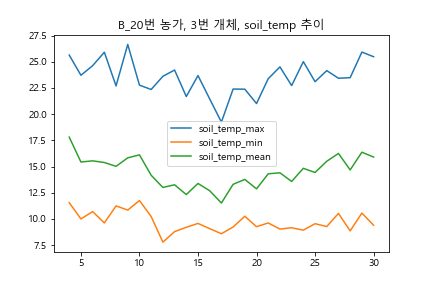 B_20번 농가, 3번 개체, soil_temp 추이
27.5
25.0
22.5
20.0
17.5
15.0
12.5
10.0
7.5
soil_temp_max
soil_temp_min
soil_temp_mean
5 10 15 20 25 30